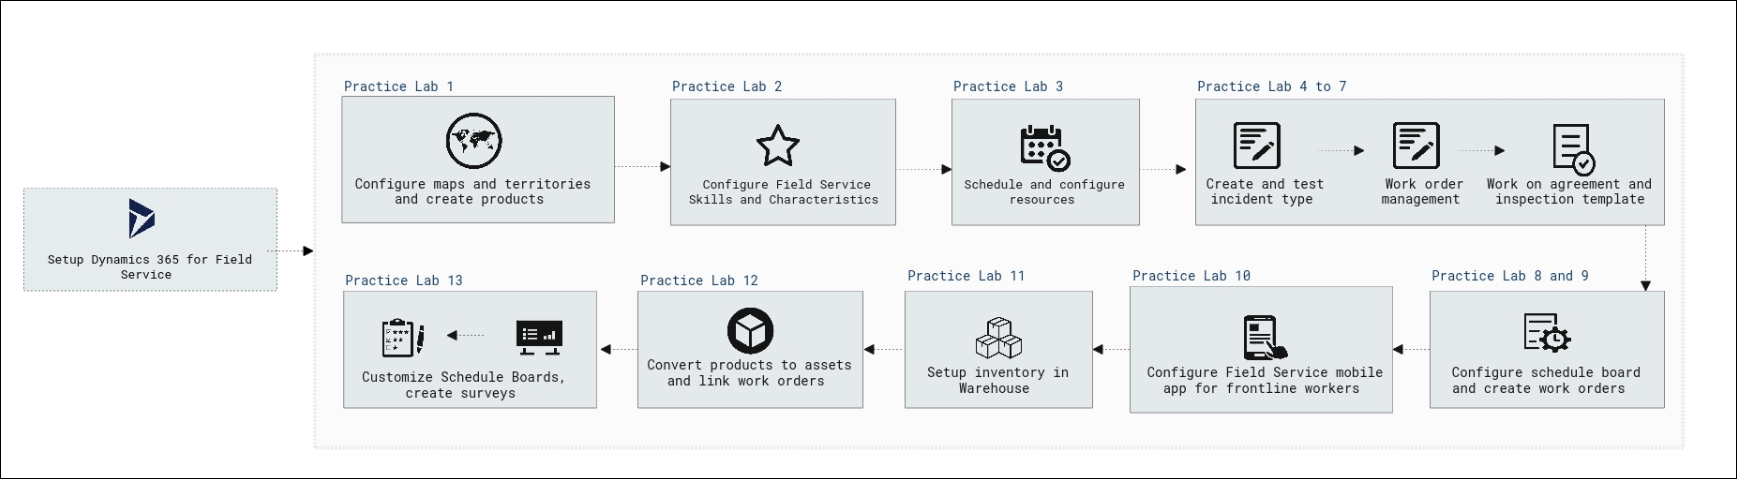 Setup Dynamics 365 for Field
Service
Practice Lab 1
Configure maps and territories
and create products
Practice Lab 2
Configure Field Service
Skills and Characteristics
Practice Lab 3
Schedule and configure
resources
Practice Lab 4 to 7
Create and test
incident type
Work order
management
Work on agreement and
inspection template
Practice Lab 8 and 9
Configure schedule board
and create work orders
Practice Lab 10
Configure Field Service mobile
app for frontline workers
Practice Lab 11
Setup inventory in
Warehouse
Practice Lab 12
Convert products to assets
and link work orders
Practice Lab 13
Customize Schedule Boards,
create surveys